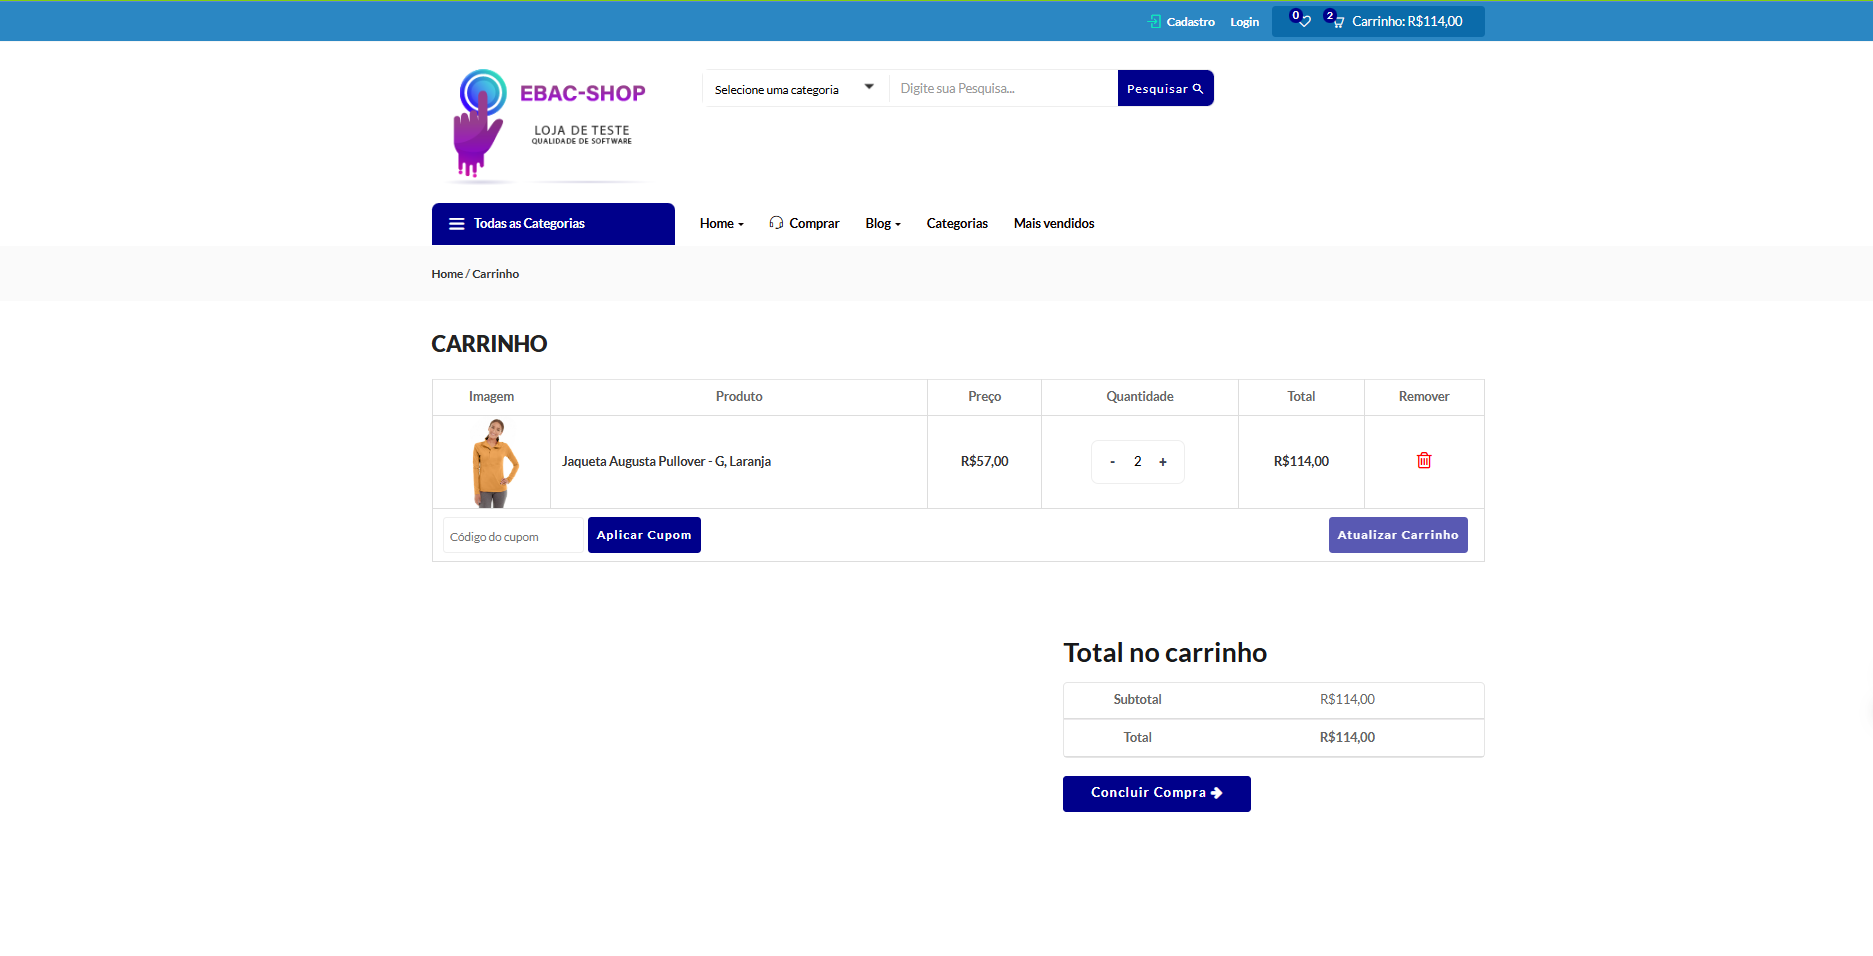 Cadastro Login 0 2 Carrinho: R$114,00
EBAC-SHOP
LOJA DE TESTE
QUALIDADE DE SOFTWARE
Selecione uma categoria Digite sua Pesquisa... Pesquisar
Todas as Categorias Home Comprar Blog Categorias Mais vendidos
Home / Carrinho
CARRINHO
Imagem Produto Preço Quantidade Total Remover
Jaqueta Augusta Pullover - G, Laranja R$57,00 - 2 + R$114,00
Código do cupom Aplicar Cupom Atualizar Carrinho
Total no carrinho
Subtotal R$114,00
Total R$114,00
Concluir Compra